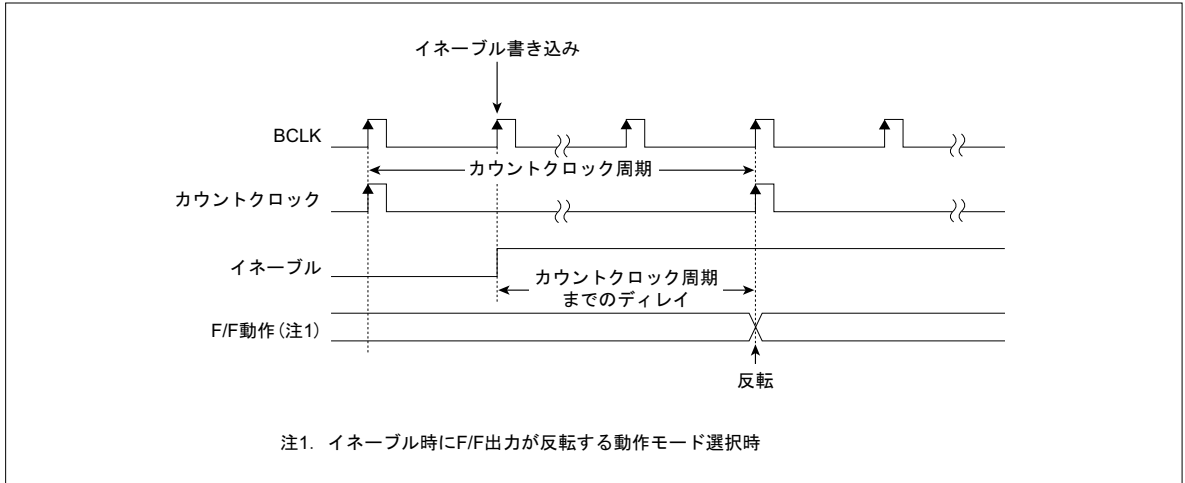 イネーブル書き込み
BCLK
カウントクロック周期
カウントクロック
イネーブル
カウントクロック周期
までのディレイ
F/F動作（注1）
反転
注1. イネーブル時にF/F出力が反転する動作モード選択時